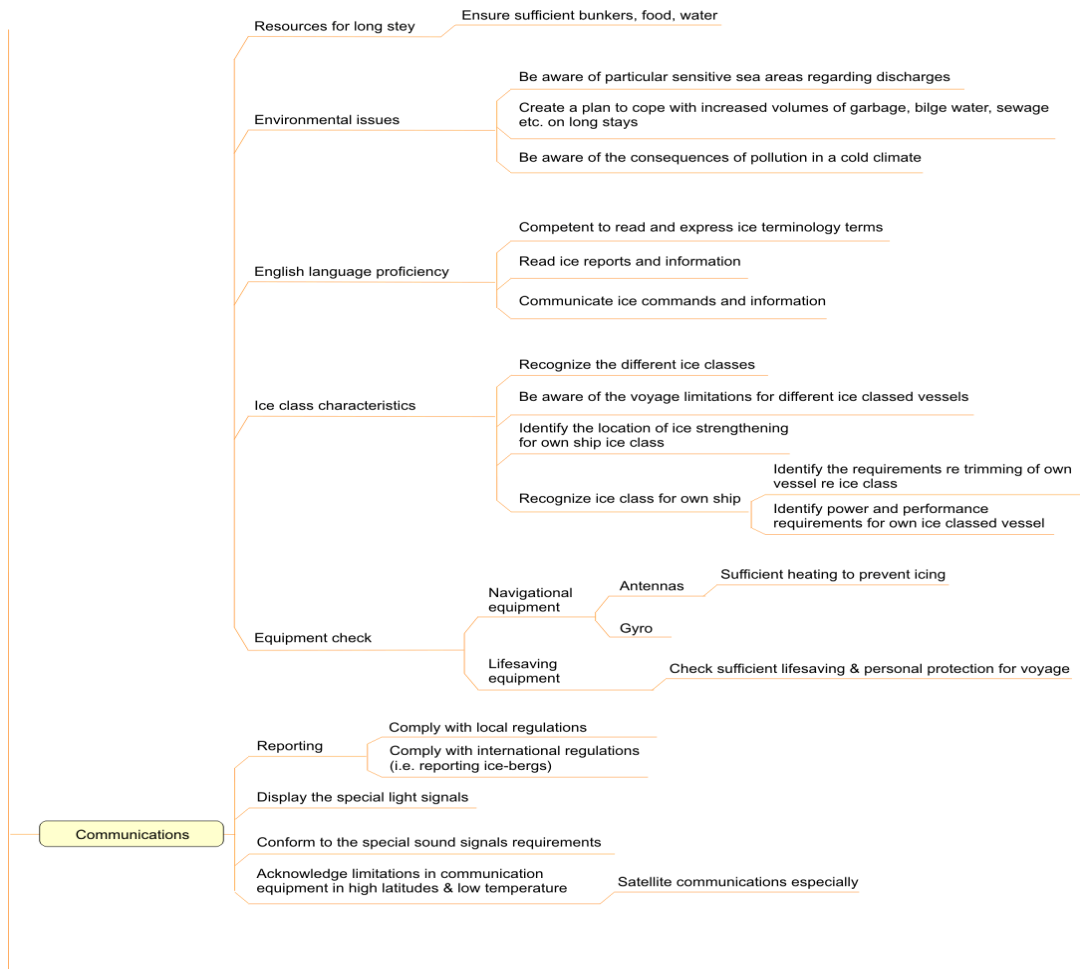 Resources for long stey
Ensure sufficient bunkers, food, water
Environmental issues
Be aware of particular sensitive sea areas regarding discharges
Create a plan to cope with increased volumes of garbage, bilge water, sewage
etc. on long stays
Be aware of the consequences of pollution in a cold climate
English language proficiency
Competent to read and express ice terminology terms
Read ice reports and information
Communicate ice commands and information
Ice class characteristics
Recognize the different ice classes
Be aware of the voyage limitations for different ice classed vessels
Identify the location of ice strengthening
for own ship ice class
Recognize ice class for own ship
Identify the requirements re trimming of own
vessel re ice class
Identify power and performance
requirements for own ice classed vessel
Equipment check
Navigational
equipment
Antennas
Sufficient heating to prevent icing
Gyro
Lifesaving
equipment
Check sufficient lifesaving & personal protection for voyage
Communications
Reporting
Comply with local regulations
Comply with international regulations
(i.e. reporting ice-bergs)
Display the special light signals
Conform to the special sound signals requirements
Acknowledge limitations in communication
equipment in high latitudes & low temperature
Satellite communications especially